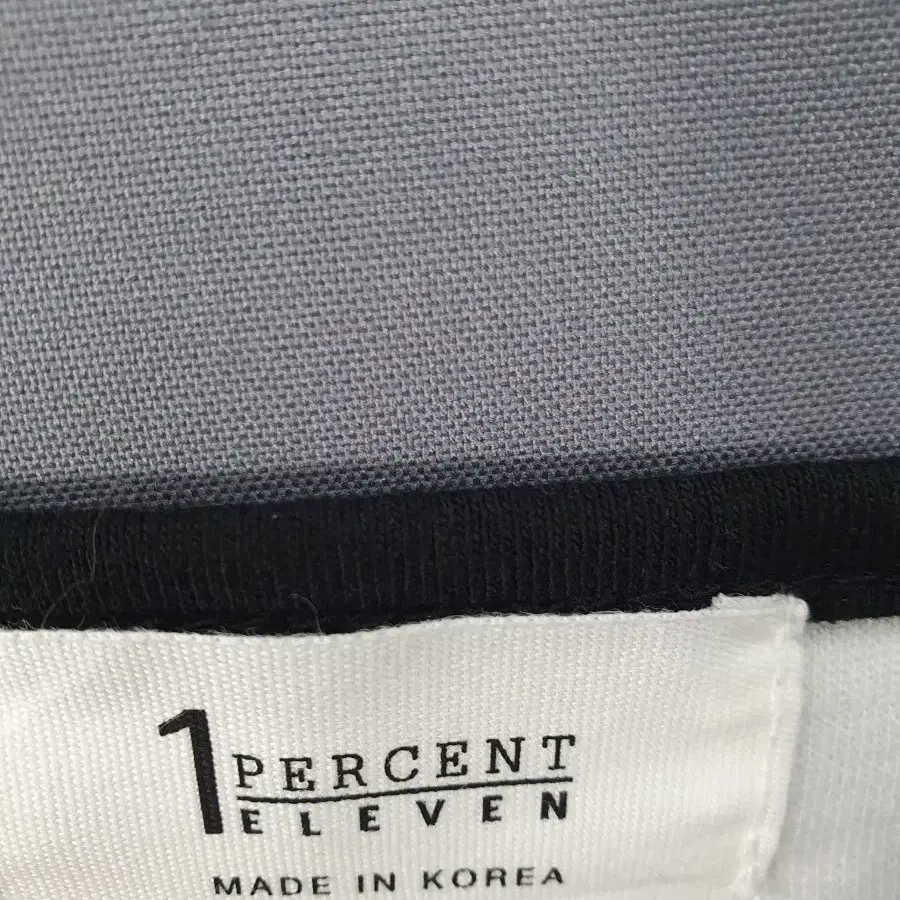 1 PERCENT
ELEVEN
MADE IN KOREA